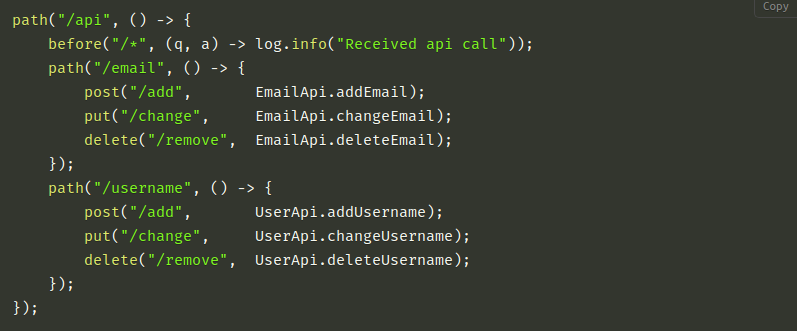 Copy
path("/api", () -> {
    before("/*", (q, a) -> log.info("Received api call"));
    path("/email", () -> {
        post("/add",       EmailApi.addEmail);
        put("/change",     EmailApi.changeEmail);
        delete("/remove",  EmailApi.deleteEmail);
    });
    path("/username", () -> {
        post("/add",       UserApi.addUsername);
        put("/change",     UserApi.changeUsername);
        delete("/remove",  UserApi.deleteUsername);
    });
});